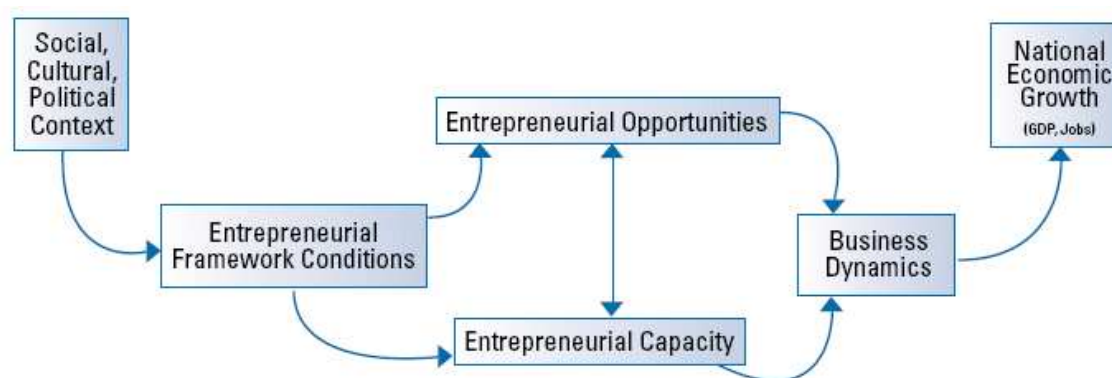 Social,
Cultural,
Political
Context
National
Economic
Growth
(GDP, Jobs)
Entrepreneurial Opportunities
Entrepreneurial
Framework Conditions
Business
Dynamics
Entrepreneurial Capacity